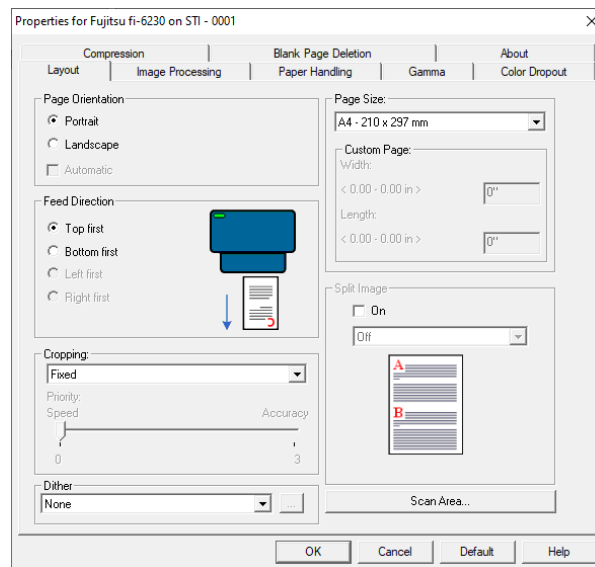 Properties for Fujitsu fi-6230 on STI - 0001
Compression
Blank Page Deletion
About
Layout
Image Processing
Paper Handling
Gamma
Color Dropout
Page Orientation
Portrait
Landscape
Automatic
Feed Direction
Top first
Bottom first
Left first
Right first
Cropping:
Fixed
Priority:
Speed
Accuracy
0
3
Dither
None
...
Page Size:
A4 - 210 x 297 mm
Custom Page:
Width:
< 0.00 - 0.00 in >
0"
Length:
< 0.00 - 0.00 in >
0"
Split Image
On
Off
A
B
Scan Area...
OK
Cancel
Default
Help